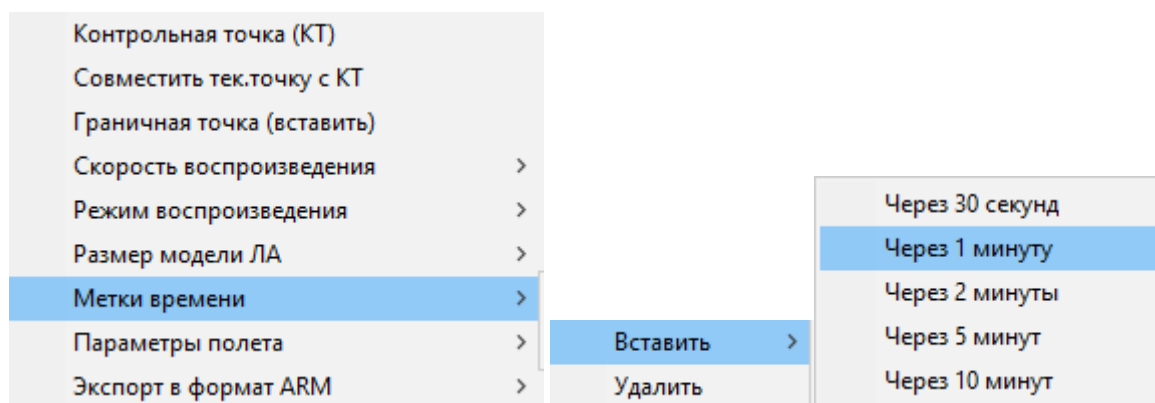 Контрольная точка (КТ)
Совместить тек.точку с КТ
Граничная точка (вставить)
Скорость воспроизведения
Режим воспроизведения
Размер модели ЛА
Метки времени
Параметры полета
Экспорт в формат ARM
Вставить
Удалить
Через 30 секунд
Через 1 минуту
Через 2 минуты
Через 5 минут
Через 10 минут